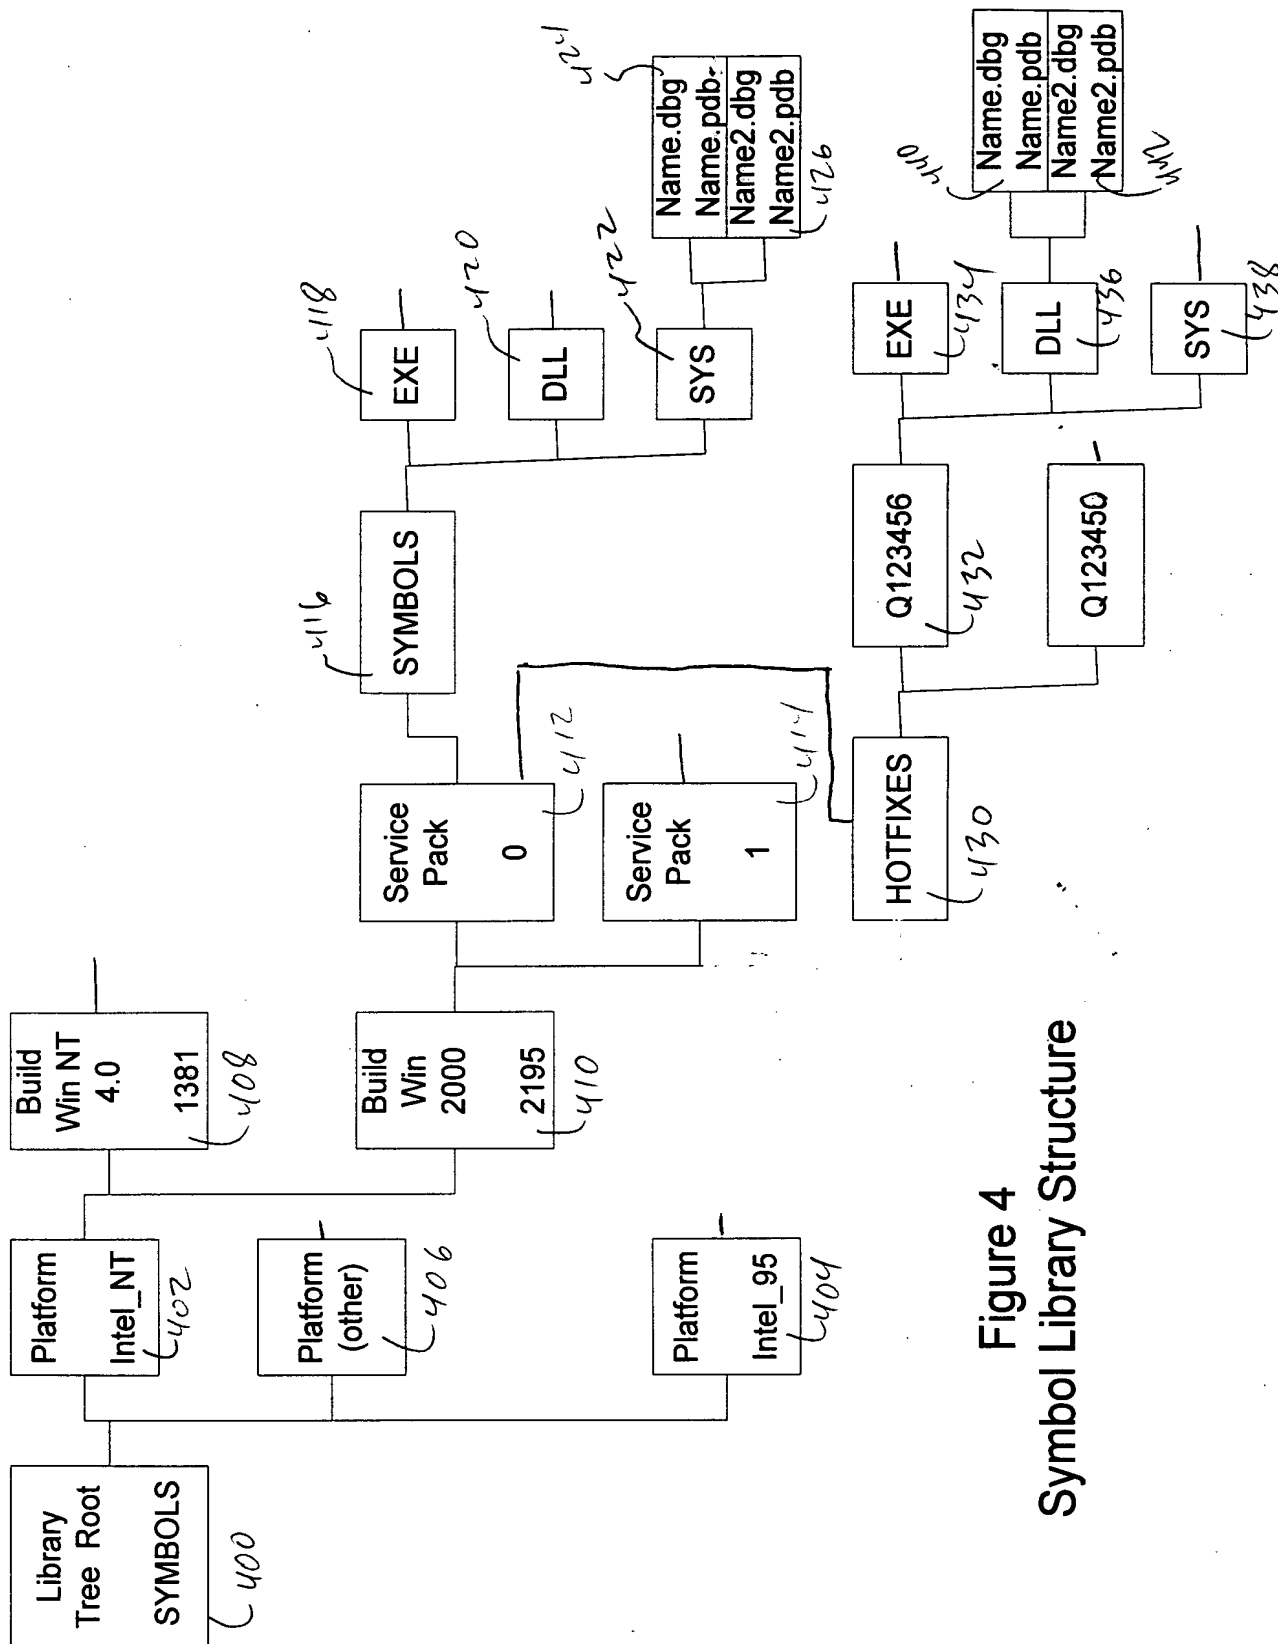 Library
Tree Root
SYMBOLS
400
Platform
Intel_NT
402
Platform
(other)
406
Platform
Intel_95
404
Build
Win NT
4.0
1381
408
Build
Win
2000
2195
410
Service
Pack
0
412
Service
Pack
1
414
SYMBOLS
416
EXE
418
DLL
420
SYS
422
Name.dbg
Name.pdb
Name2.dbg
Name2.pdb
424
426
HOTFIXES
430
Q123456
432
Q123450
EXE
434
DLL
436
SYS
438
Name.dbg
Name.pdb
Name2.dbg
Name2.pdb
440
442
Figure 4
Symbol Library Structure